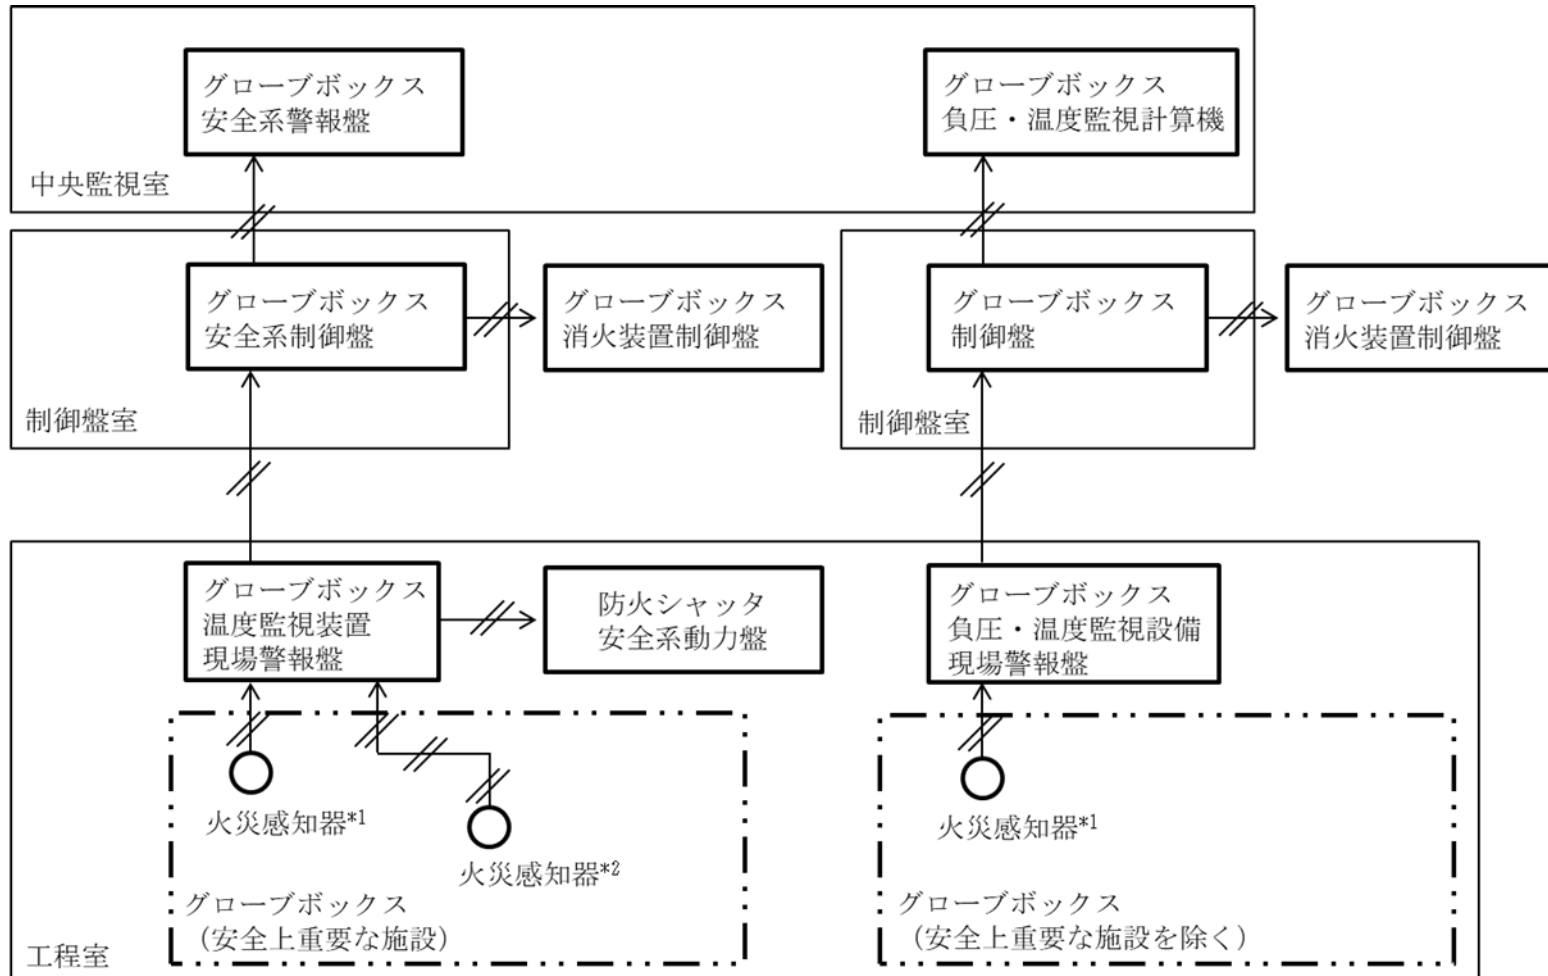 グローブボックス
安全系警報盤
グローブボックス
負圧・温度監視計算機
中央監視室
グローブボックス
安全系制御盤
グローブボックス
消火装置制御盤
グローブボックス
制御盤
グローブボックス
消火装置制御盤
制御盤室
制御盤室
グローブボックス
温度監視装置
現場警報盤
防火シャッタ
安全系動力盤
グローブボックス
負圧・温度監視設備
現場警報盤
火災感知器*1
火災感知器*2
火災感知器*1
グローブボックス
（安全上重要な施設）
グローブボックス
（安全上重要な施設を除く）
工程室